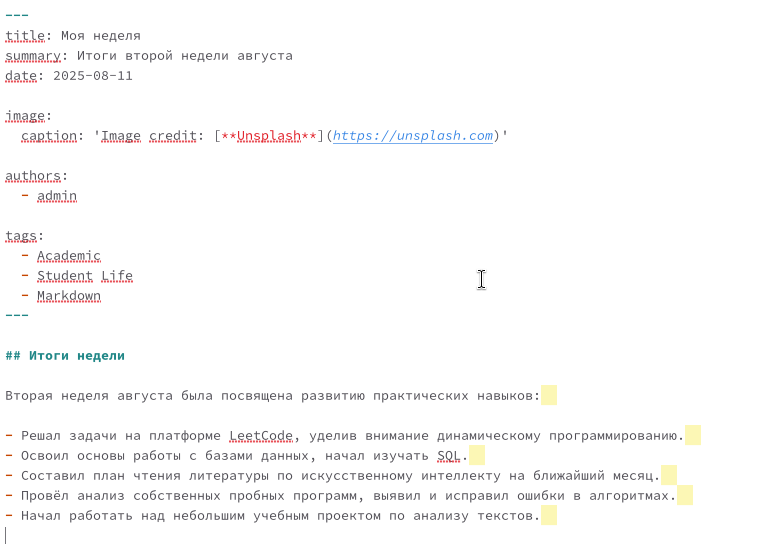 ---
title: Моя неделя
summary: Итоги второй недели августа
date: 2025-08-11
image:
caption: 'Image credit: [**Unsplash**](https://unsplash.com)'
authors:
- admin
tags:
- Academic
- Student Life
- Markdown
---
## Итоги недели
Вторая неделя августа была посвящена развитию практических навыков:
- Решал задачи на платформе LeetCode, уделив внимание динамическому программированию.
- Освоил основы работы с базами данных, начал изучать SQL.
- Составил план чтения литературы по искусственному интеллекту на ближайший месяц.
- Провёл анализ собственных пробных программ, выявил и исправил ошибки в алгоритмах.
- Начал работать над небольшим учебным проектом по анализу текстов.